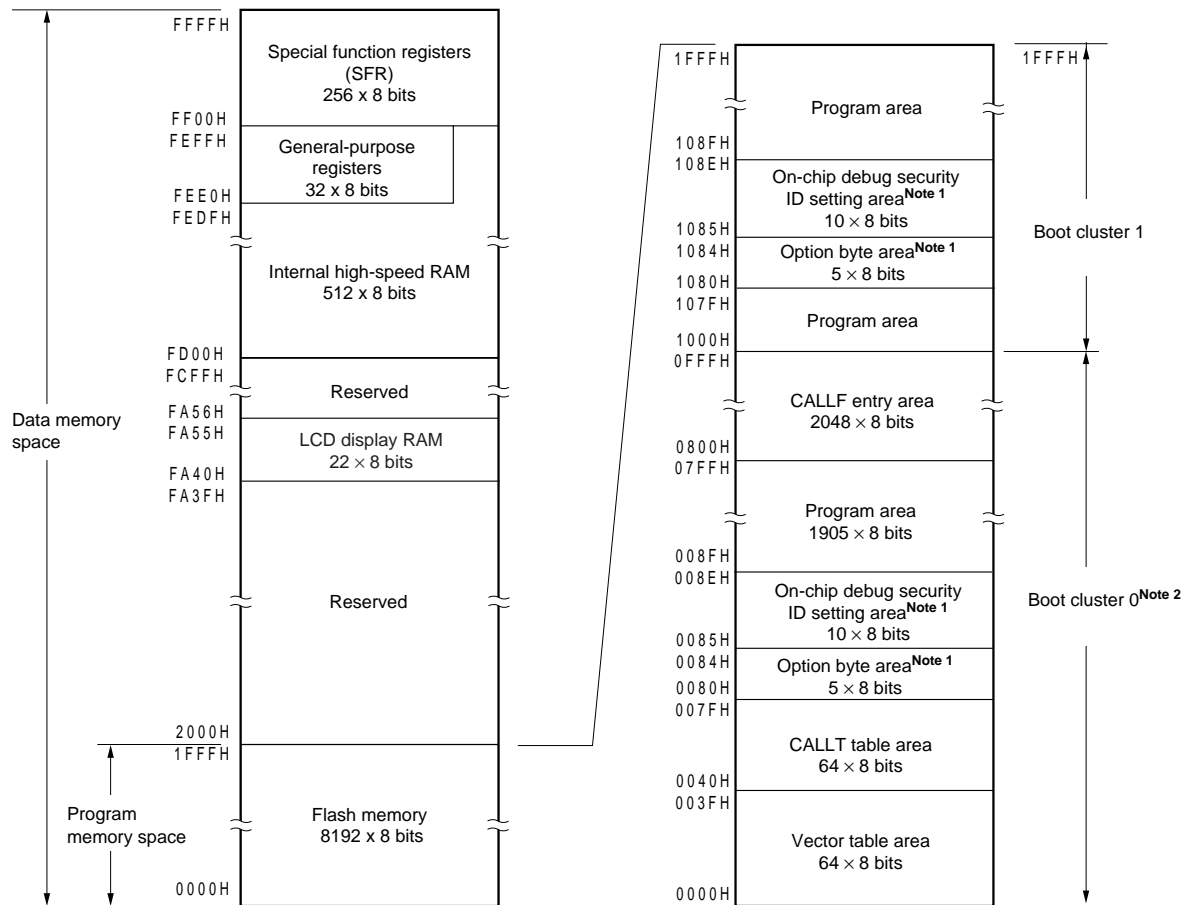 FFFFH
Special function registers
(SFR)
256 x 8 bits
FF00H
FEFFH
General-purpose
registers
32 x 8 bits
FEE0H
FEDFH
Internal high-speed RAM
512 x 8 bits
FD00H
FCFFH
Reserved
FA56H
FA55H
LCD display RAM
22 × 8 bits
FA40H
FA3FH
Reserved
2000H
1FFFH
Flash memory
8192 x 8 bits
0000H
Data memory
space
Program
memory space
1FFFH
Program area
108FH
108EH
On-chip debug security
ID setting areaNote 1
10 × 8 bits
1085H
1084H
Option byte areaNote 1
5 × 8 bits
1080H
107FH
Program area
1000H
0FFFH
CALLF entry area
2048 × 8 bits
0800H
07FFH
Program area
1905 × 8 bits
008FH
008EH
On-chip debug security
ID setting areaNote 1
10 × 8 bits
0085H
0084H
Option byte areaNote 1
5 × 8 bits
0080H
007FH
CALLT table area
64 × 8 bits
0040H
003FH
Vector table area
64 × 8 bits
0000H
1FFFH
Boot cluster 1
Boot cluster 0Note 2